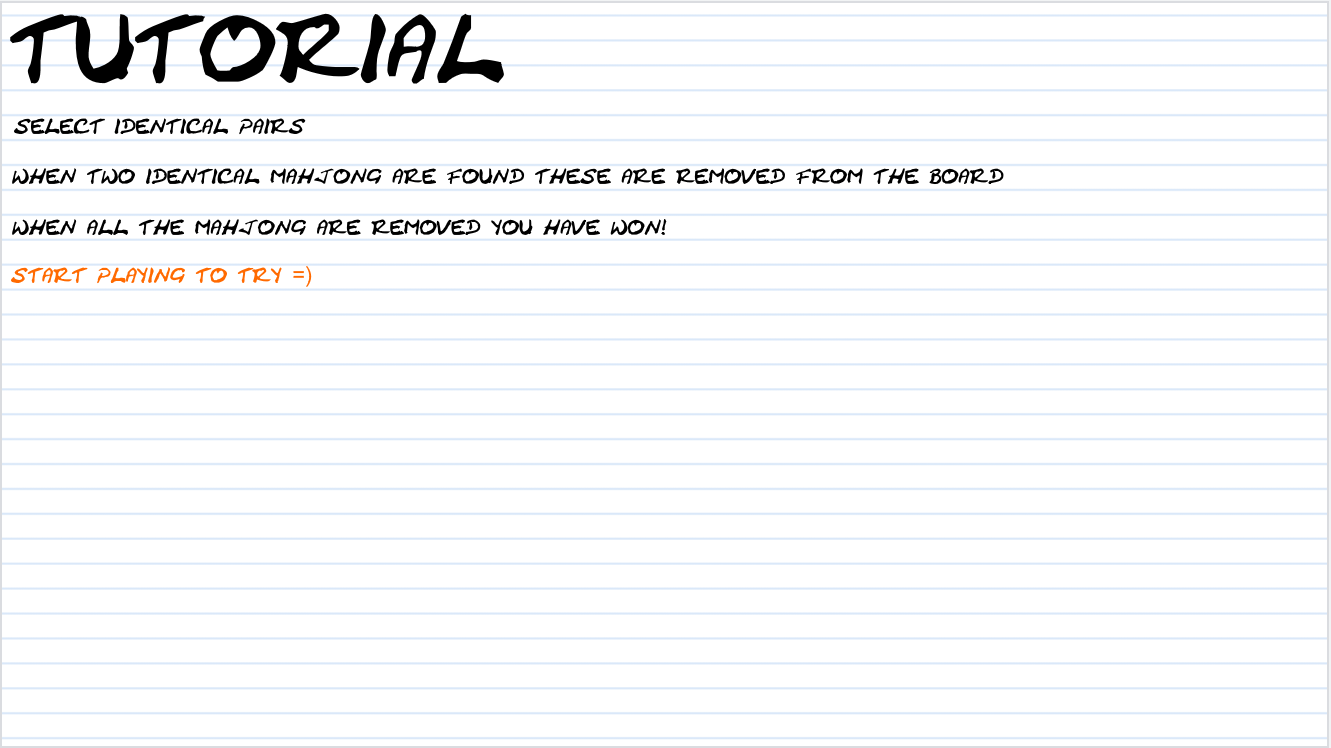 TUTORIAL
SELECT IDENTICAL PAIRS
WHEN TWO IDENTICAL MAHJONG ARE FOUND THESE ARE REMOVED FROM THE BOARD
WHEN ALL THE MAHJONG ARE REMOVED YOU HAVE WON!
START PLAYING TO TRY =)